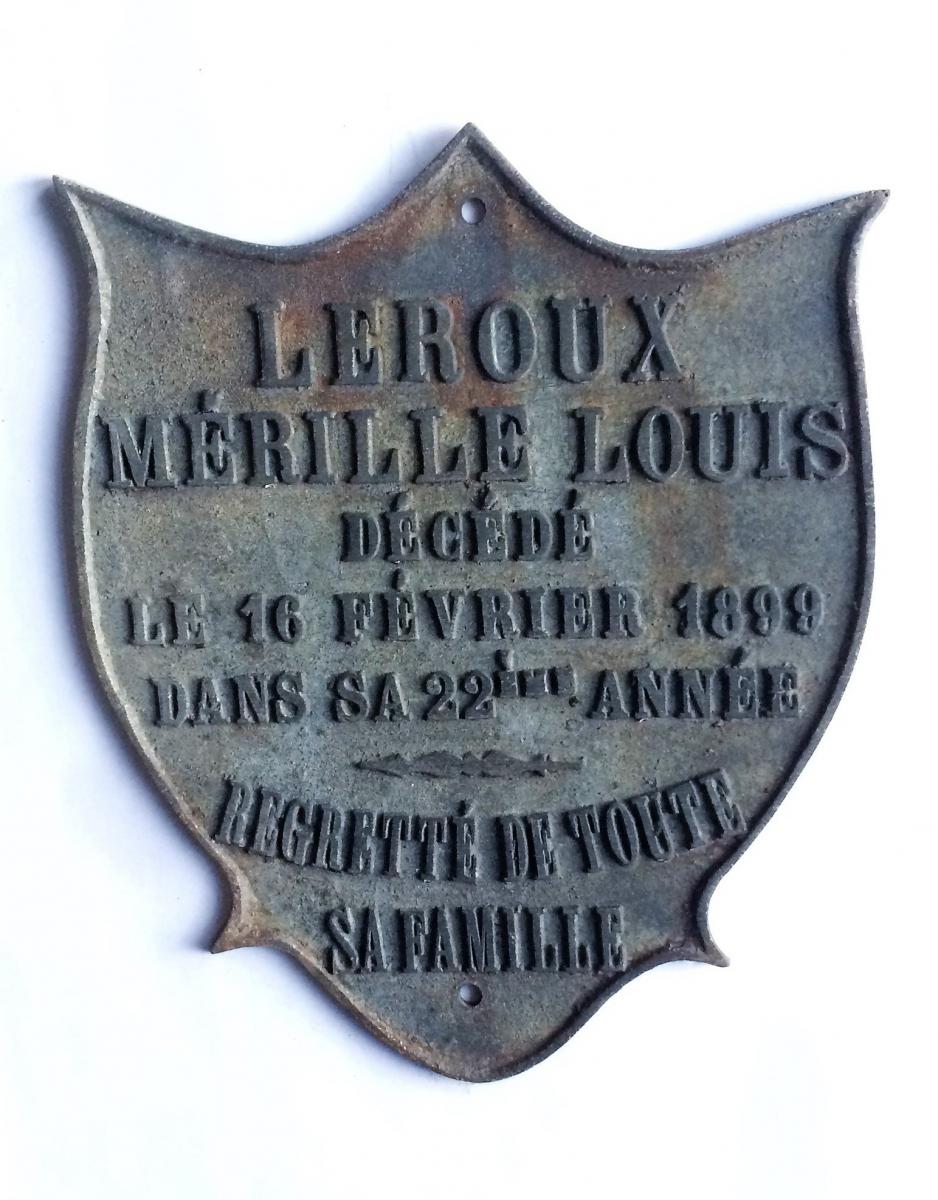 LEROUX
MÉRILLE LOUIS
DÉCÉDÉ
LE 16 FÉVRIER 1899
DANS SA 22ème ANNÉE
REGRETTÉ DE TOUTE
SA FAMILLE